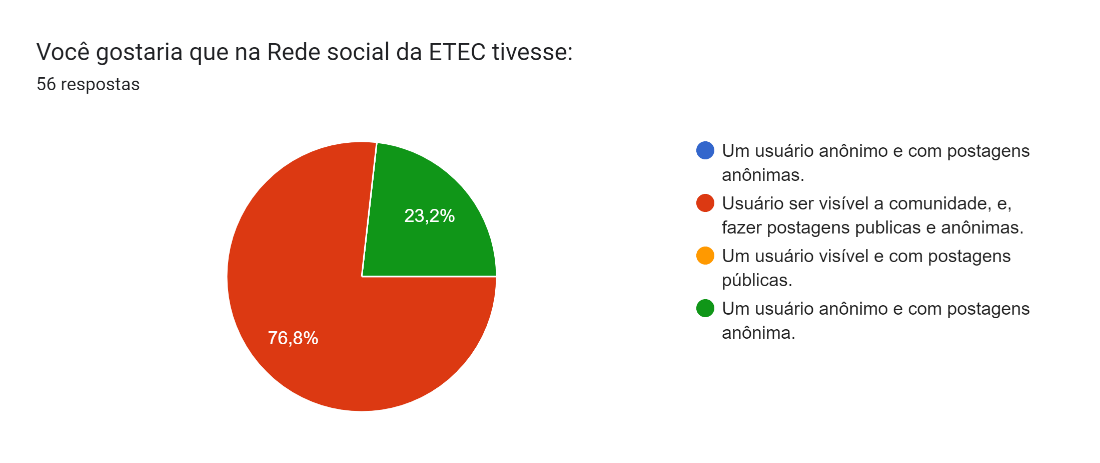 Você gostaria que na Rede social da ETEC tivesse:
56 respostas
23,2%
76,8%
Um usuário anônimo e com postagens
anônimas.
Usuário ser visível a comunidade, e,
fazer postagens publicas e anônimas.
Um usuário visível e com postagens
públicas.
Um usuário anônimo e com postagens
anônima.